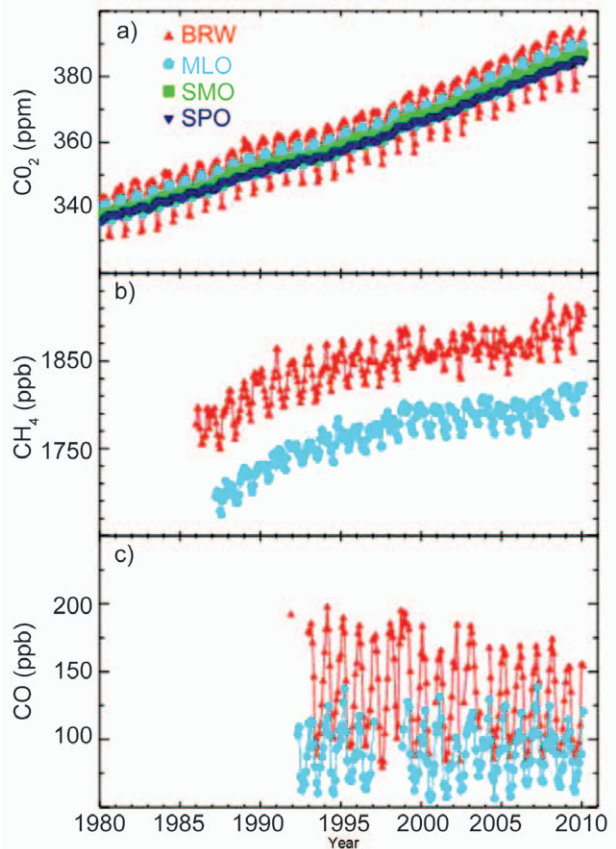 a)
BRW
MLO
SMO
SPO
C0₂ (ppm)
380
360
340
b)
CH₄ (ppb)
1850
1750
c)
CO (ppb)
200
150
100
1980 1985 1990 1995 2000 2005 2010
Year